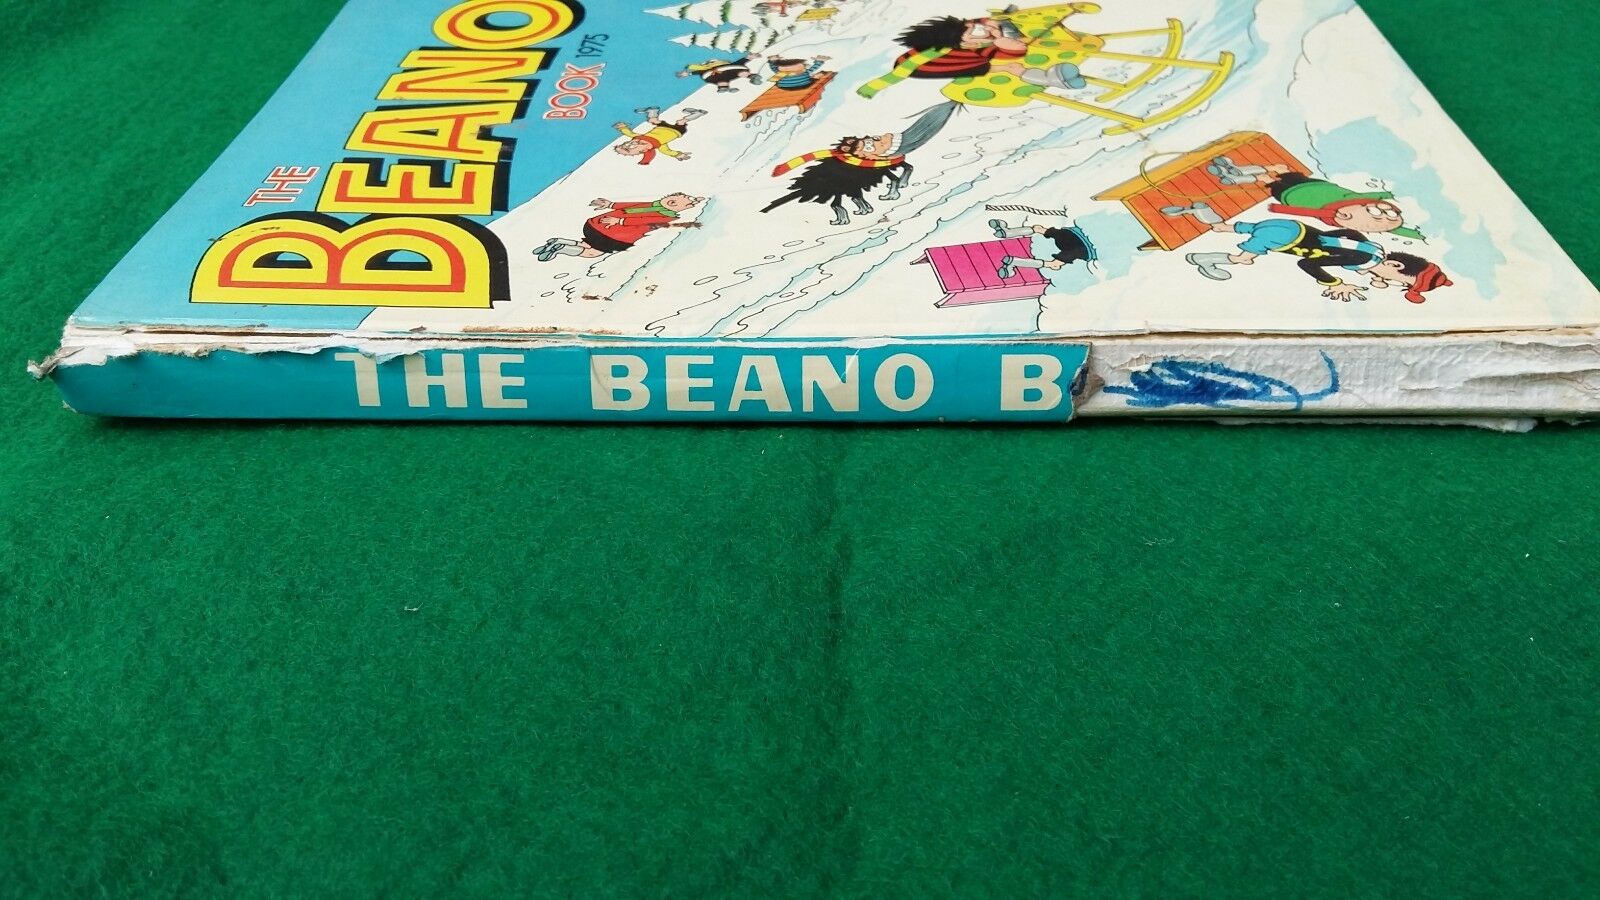 THE
BEANO
BOOK 1975
THE BEANO B